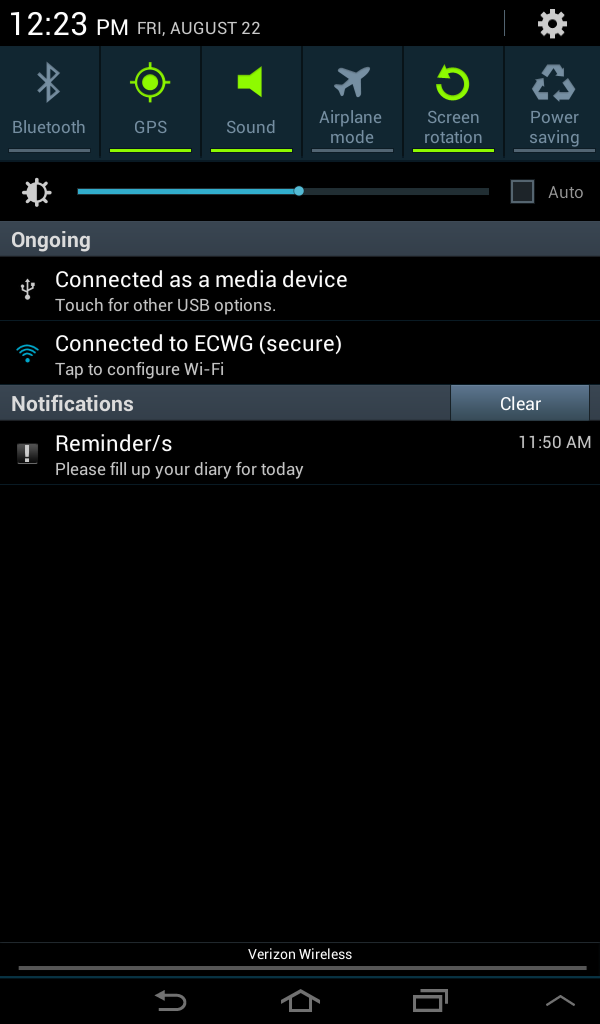 12:23 PM FRI, AUGUST 22
Bluetooth
GPS
Sound
Airplane
mode
Screen
rotation
Power
saving
Auto
Ongoing
Connected as a media device
Touch for other USB options.
Connected to ECWG (secure)
Tap to configure Wi-Fi
Notifications
Clear
Reminder/s 11:50 AM
Please fill up your diary for today
Verizon Wireless